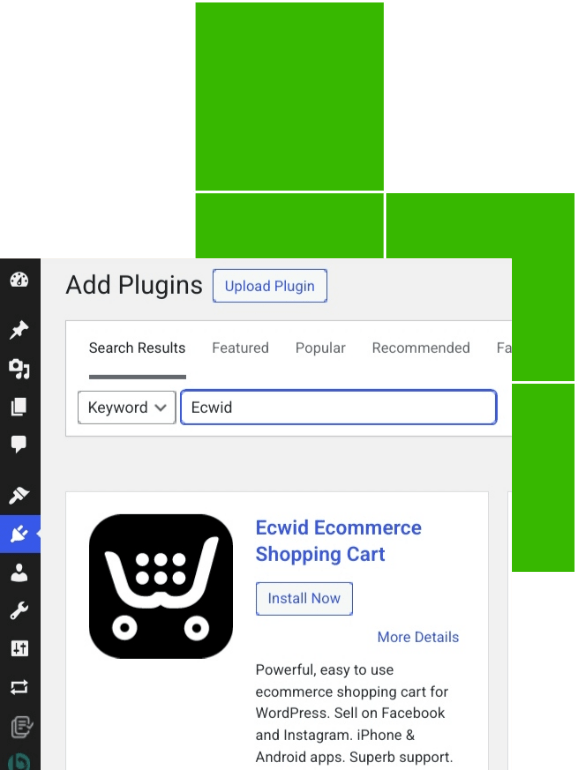 Add Plugins Upload Plugin
Search Results Featured Popular Recommended Fa
Keyword Ecwid
Ecwid Ecommerce
Shopping Cart
Install Now
More Details
Powerful, easy to use
ecommerce shopping cart for
WordPress. Sell on Facebook
and Instagram. iPhone &
Android apps. Superb support.